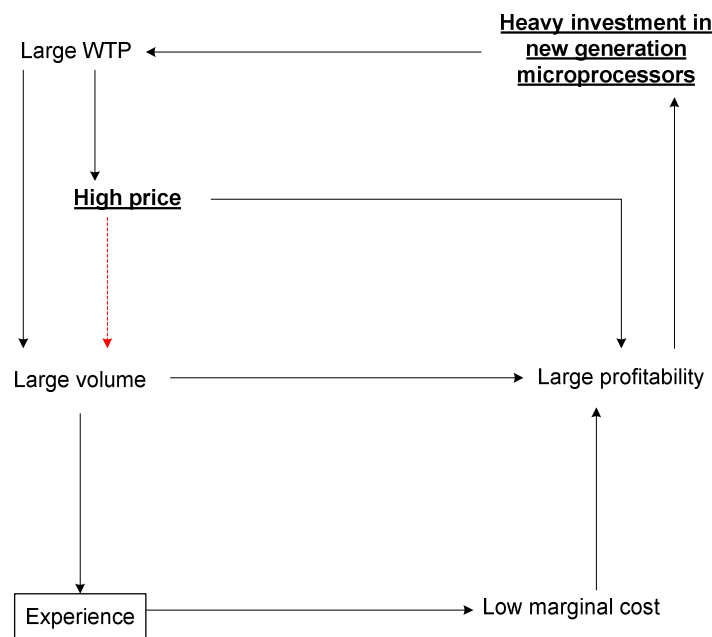 Heavy investment in
new generation
microprocessors
Large WTP
High price
Large volume
Large profitability
Experience
Low marginal cost